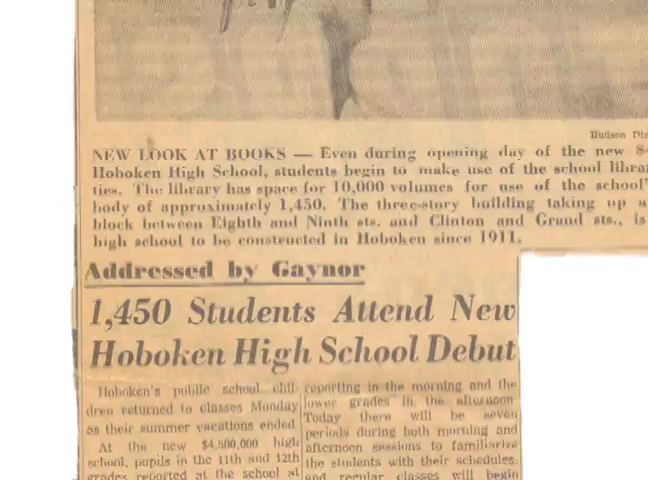 Hudson
NEW LOOK AT BOOKS — Even during opening day of the new
Hoboken High School, students begin to make use of the school
ties. The library has space for 10,000 volumes for use of the school'
body of approximately 1,450. The three-story building taking up
block between Eighth and Ninth sts. and Clinton and Grand sts., is
high school to be constructed in Hoboken since 1911.
Addressed by Gaynor
1,450 Students Attend New
Hoboken High School Debut
Hoboken's public school chil-
dren returned to classes Monday
as their summer vacations ended.
At the new $4,500,000 high
school, pupils in the 11th and 12th
grades reported at the school at
reporting in the morning and the
lower grades in the afternoon.
Today there will be seven
periods during both morning and
afternoon sessions to familiarize
the students with their schedules,
and regular classes will begin